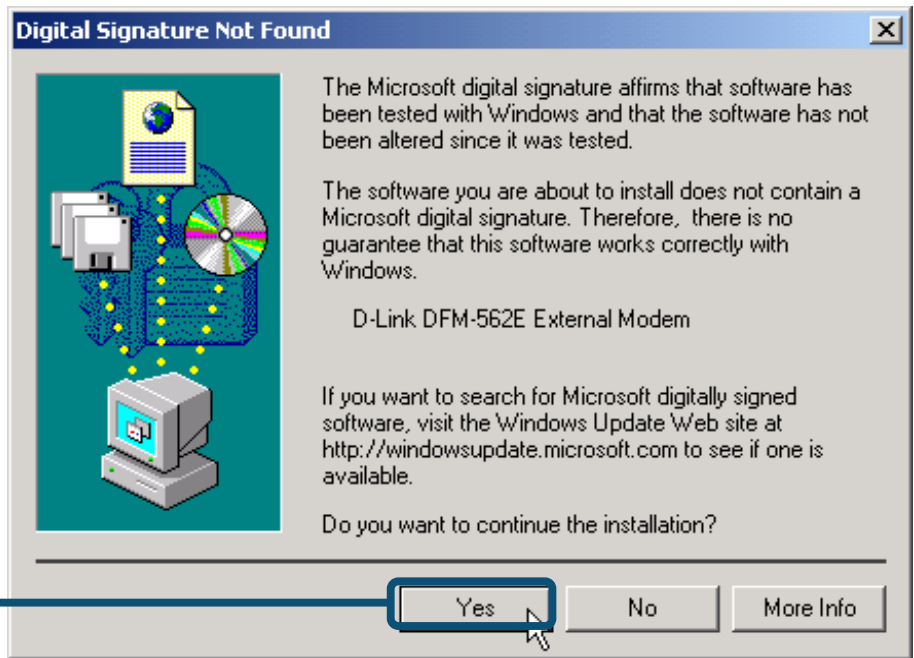 Digital Signature Not Found
The Microsoft digital signature affirms that software has
been tested with Windows and that the software has not
been altered since it was tested.
The software you are about to install does not contain a
Microsoft digital signature. Therefore, there is no
guarantee that this software works correctly with
Windows.
D-Link DFM-562E External Modem
If you want to search for Microsoft digitally signed
software, visit the Windows Update Web site at
http://windowsupdate.microsoft.com to see if one is
available.
Do you want to continue the installation?
Yes No More Info